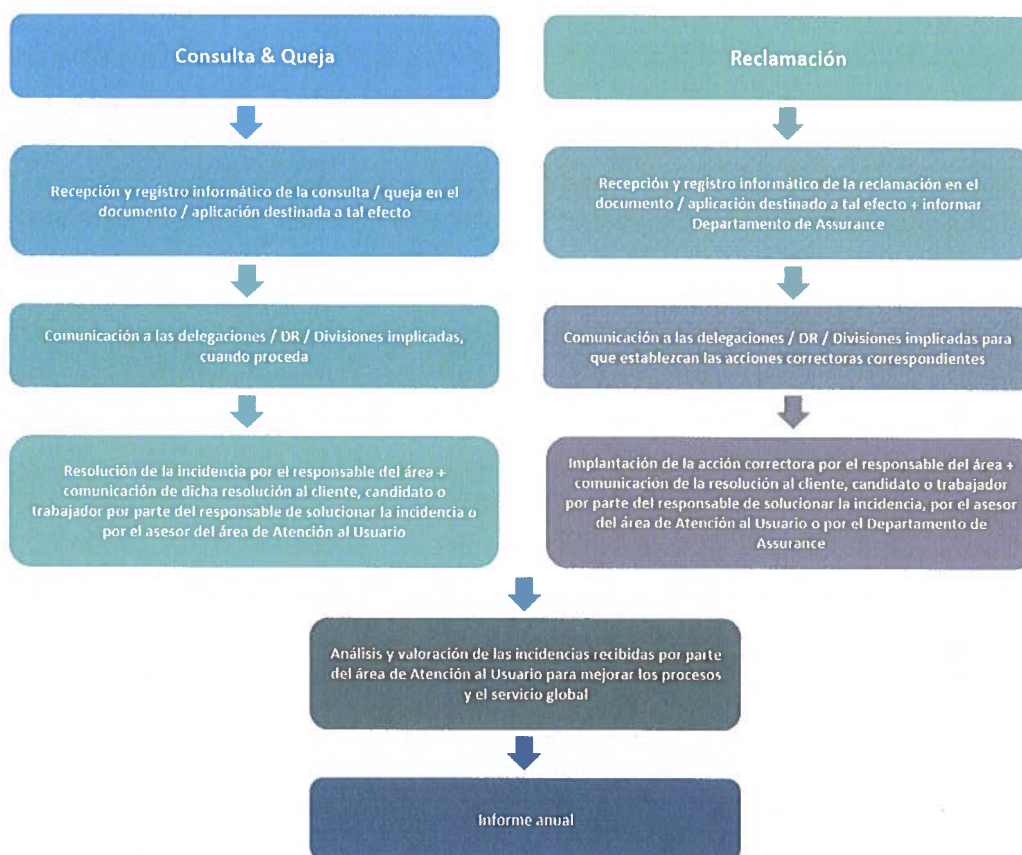 Consulta & Queja
Recepción y registro informático de la consulta / queja en el
documento / aplicación destinada a tal efecto
Comunicación a las delegaciones / DR / Divisiones implicadas,
cuando proceda
Resolución de la incidencia por el responsable del área +
comunicación de dicha resolución al cliente, candidato o
trabajador por parte del responsable de solucionar la incidencia o
por el asesor del área de Atención al Usuario
Reclamación
Recepción y registro informático de la reclamación en el
documento / aplicación destinado a tal efecto + informar
Departamento de Assurance
Comunicación a las delegaciones / DR / Divisiones implicadas para
que establezcan las acciones correctoras correspondientes
Implantación de la acción correctora por el responsable del área +
comunicación de la resolución al cliente, candidato o trabajador
por parte del responsable de solucionar la incidencia, por el asesor
del área de Atención al Usuario o por el Departamento de
Assurance
Análisis y valoración de las incidencias recibidas por parte
del área de Atención al Usuario para mejorar los procesos
y el servicio global
Informe anual